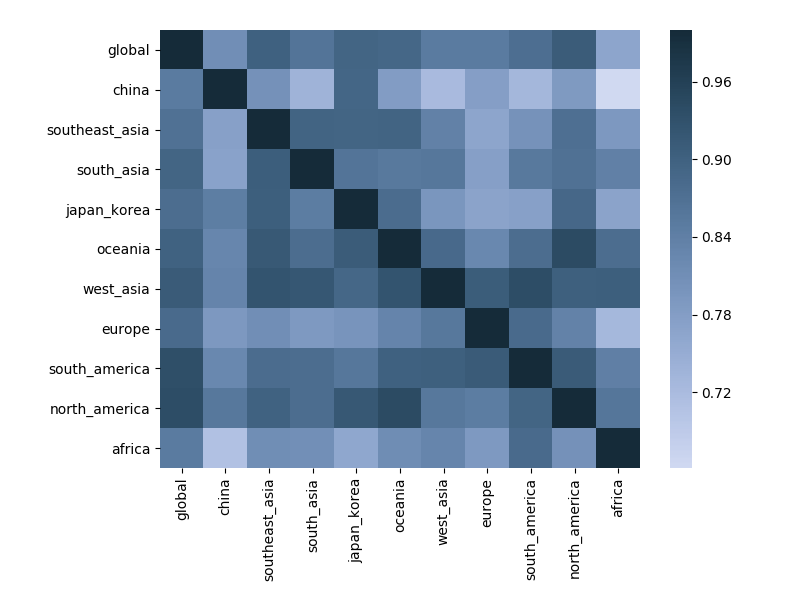 global
china
southeast_asia
south_asia
japan_korea
oceania
west_asia
europe
south_america
north_america
africa
0.96
0.90
0.84
0.78
0.72
global
china
southeast_asia
south_asia
japan_korea
oceania
west_asia
europe
south_america
north_america
africa